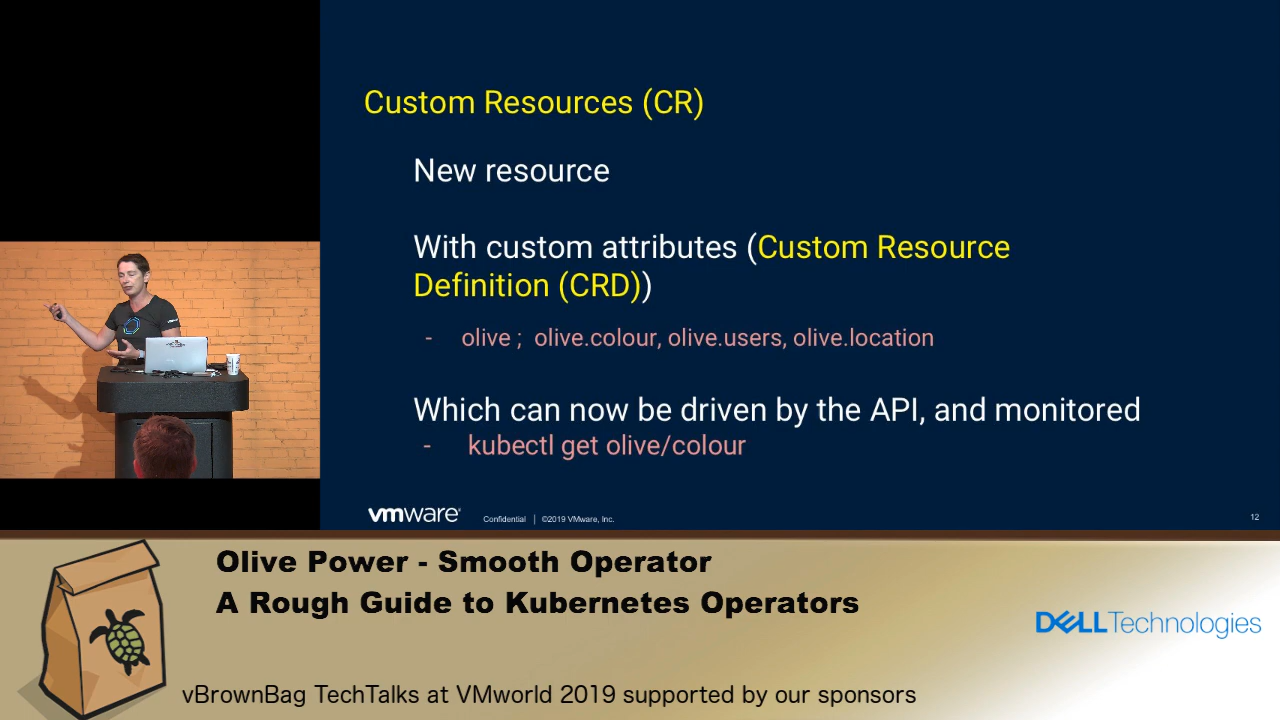 Custom Resources (CR)
New resource
With custom attributes (Custom Resource
Definition (CRD))
- olive ; olive.colour, olive.users, olive.location
Which can now be driven by the API, and monitored
- kubectl get olive/colour
vmware Confidential | ©2019 VMware, Inc. 12
Olive Power - Smooth Operator
A Rough Guide to Kubernetes Operators
DELL Technologies
vBrownBag TechTalks at VMworld 2019 supported by our sponsors